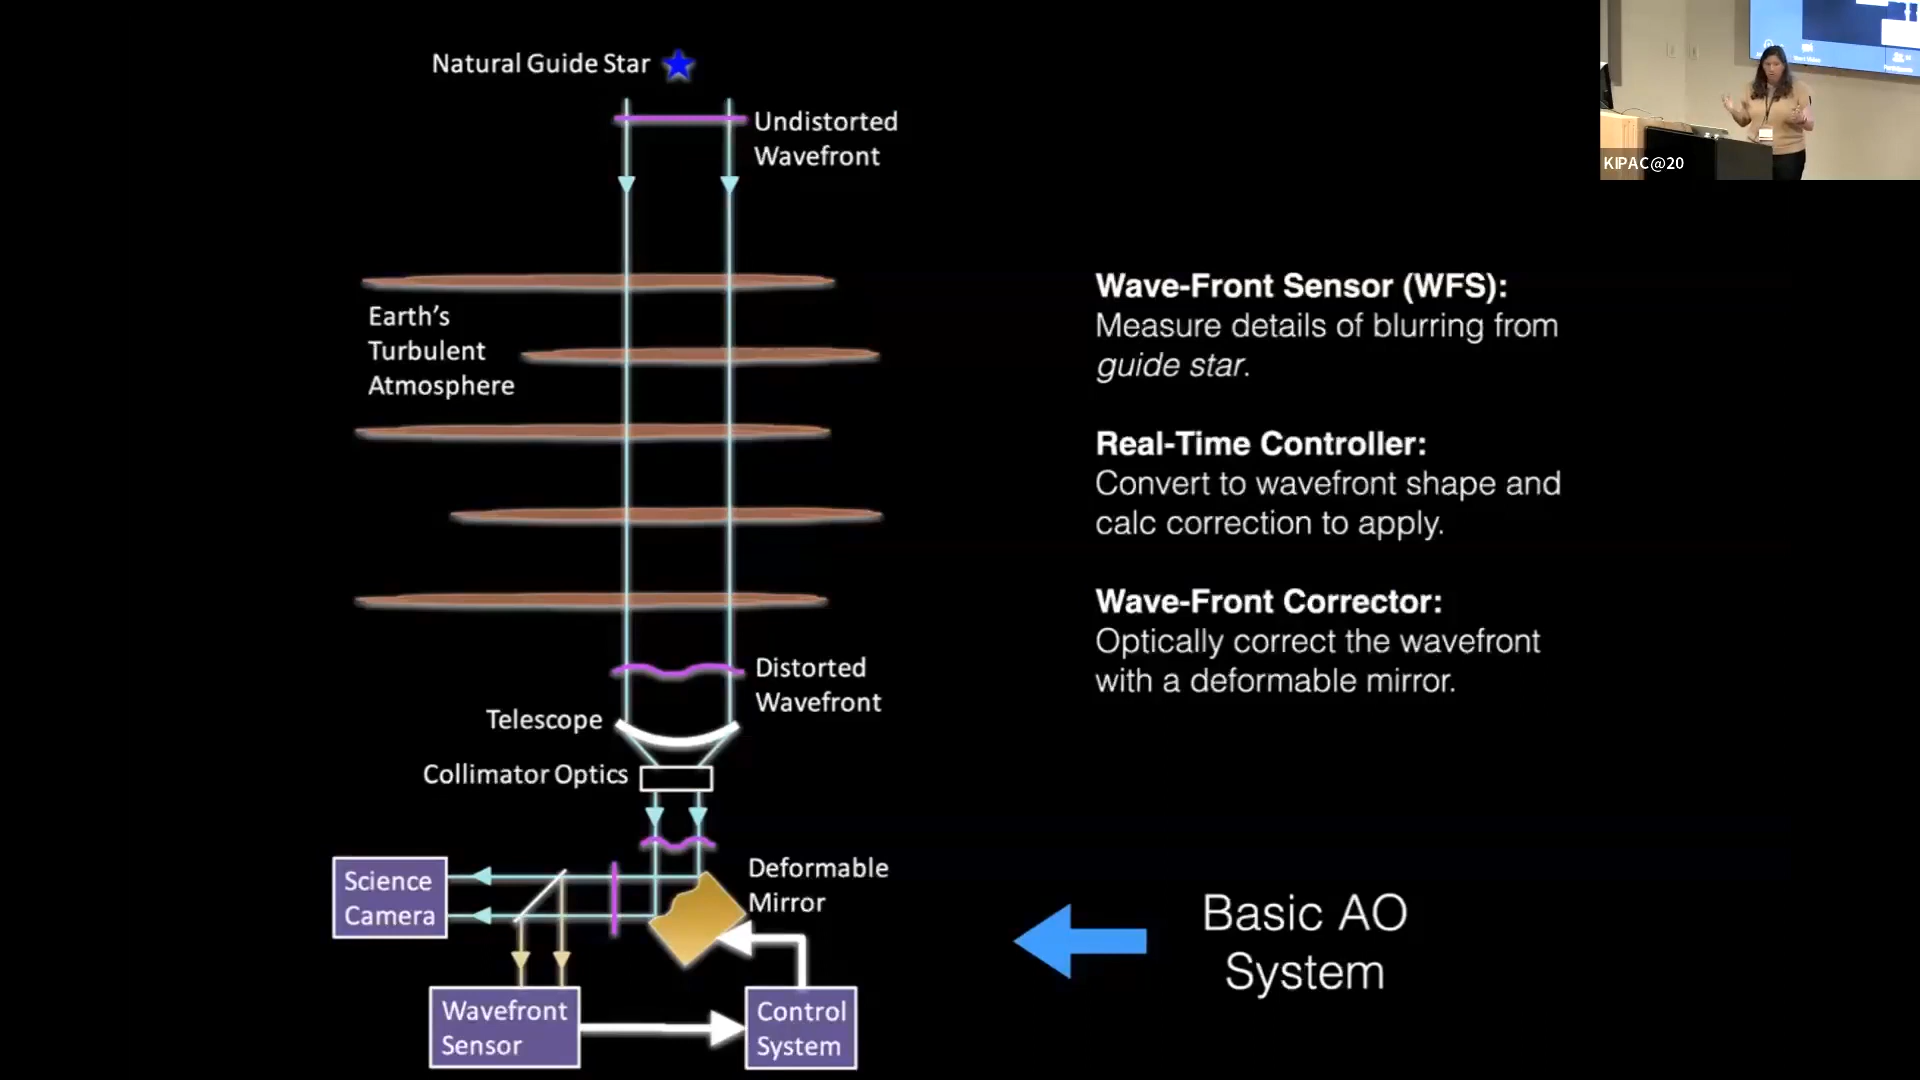 Natural Guide Star
Undistorted
Wavefront
Earth's
Turbulent
Atmosphere
Distorted
Wavefront
Telescope
Collimator Optics
Deformable
Mirror
Science
Camera
Wavefront
Sensor
Control
System
Wave-Front Sensor (WFS):
Measure details of blurring from
guide star.
Real-Time Controller:
Convert to wavefront shape and
calc correction to apply.
Wave-Front Corrector:
Optically correct the wavefront
with a deformable mirror.
Basic AO
System
KIPAC@20